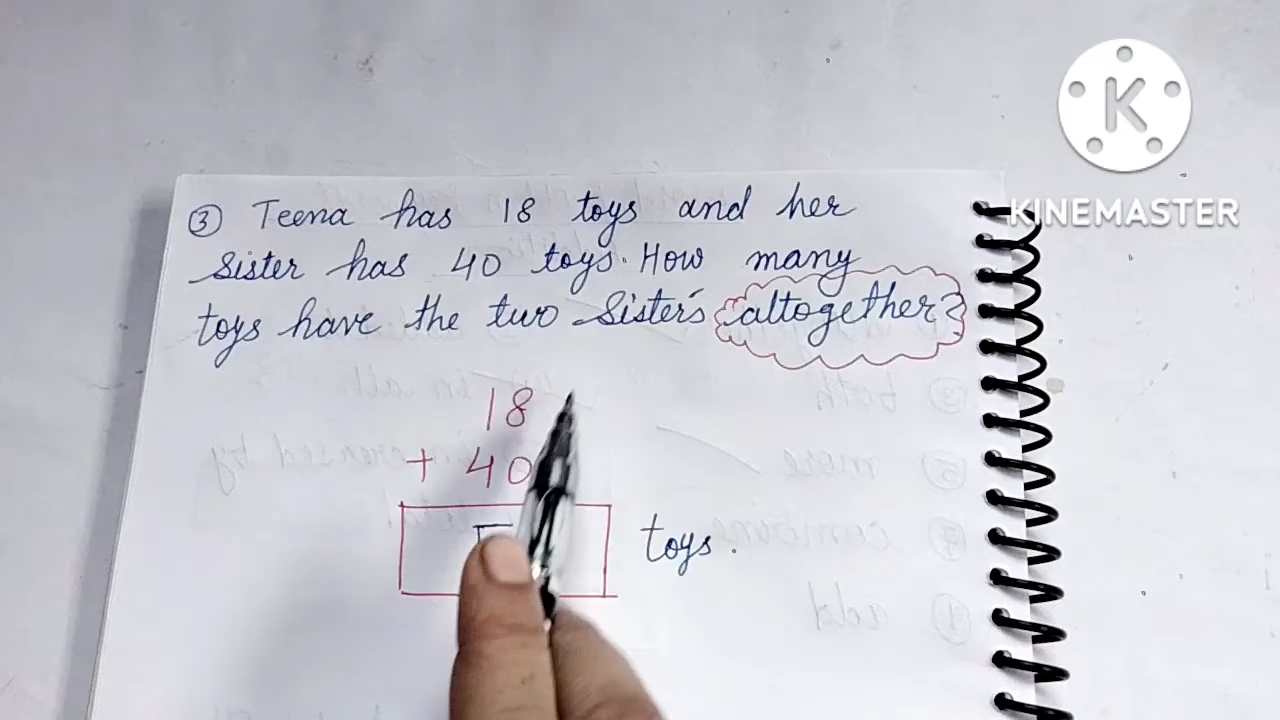 ③ Teena has 18 toys and her
Sister has 40 toys. How many
toys have the two Sister's altogether?
18
+ 40
toys.
K
KINEMASTER